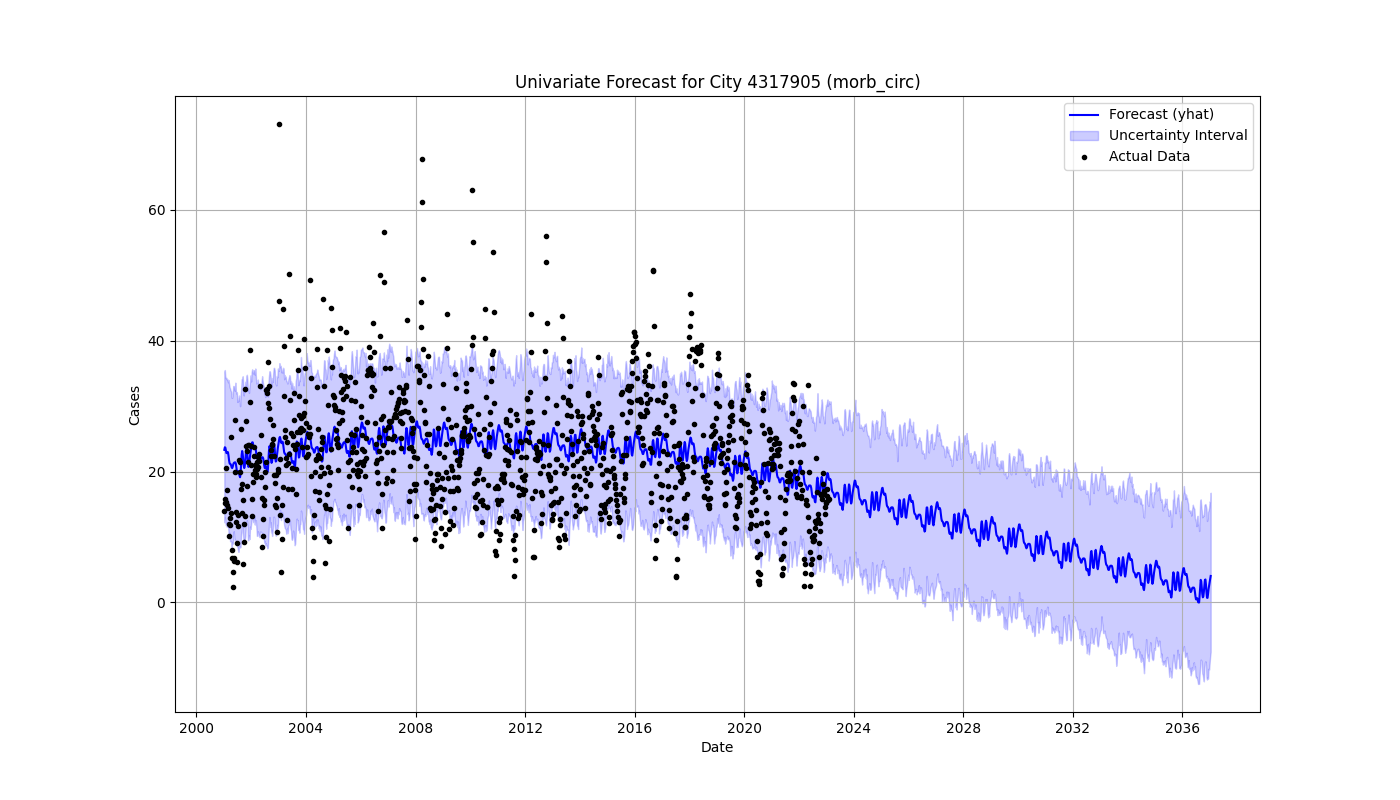 Univariate Forecast for City 4317905 (morb_circ)
Forecast (yhat)
Uncertainty Interval
Actual Data
Cases
60
40
20
0
2000 2004 2008 2012 2016 2020 2024 2028 2032 2036
Date